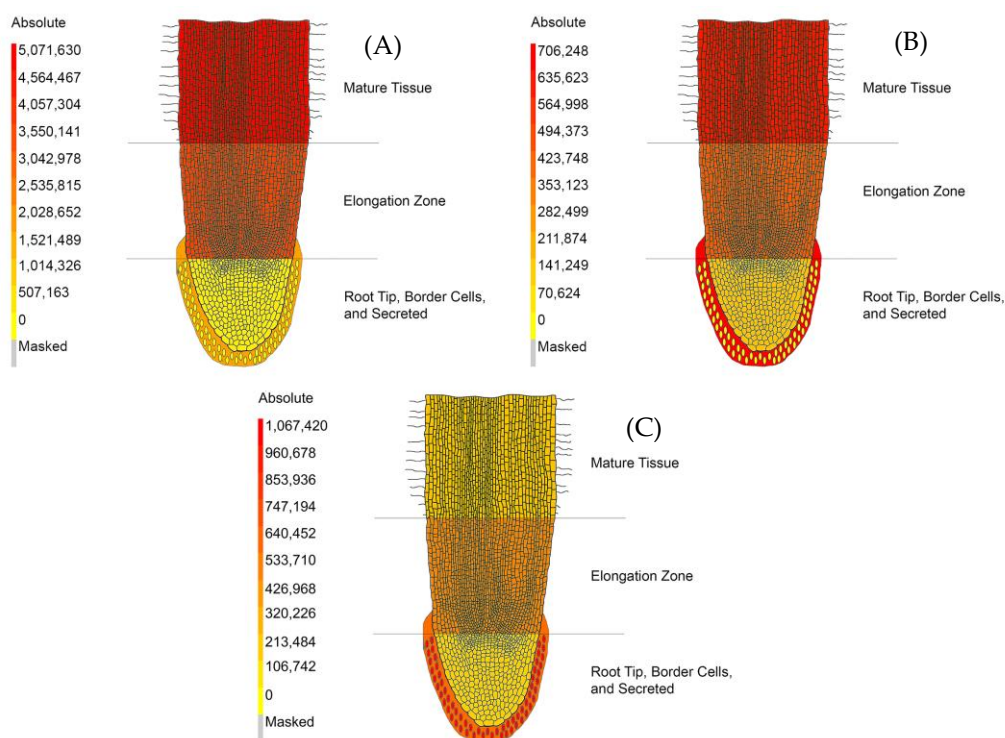 Absolute
5,071,630
4,564,467
4,057,304
3,550,141
3,042,978
2,535,815
2,028,652
1,521,489
1,014,326
507,163
0
Masked
(A)
Mature Tissue
Elongation Zone
Root Tip, Border Cells,
and Secreted
Absolute
706,248
635,623
564,998
494,373
423,748
353,123
282,499
211,874
141,249
70,624
0
Masked
(B)
Mature Tissue
Elongation Zone
Root Tip, Border Cells,
and Secreted
Absolute
1,067,420
960,678
853,936
747,194
640,452
533,710
426,968
320,226
213,484
106,742
0
Masked
(C)
Mature Tissue
Elongation Zone
Root Tip, Border Cells,
and Secreted